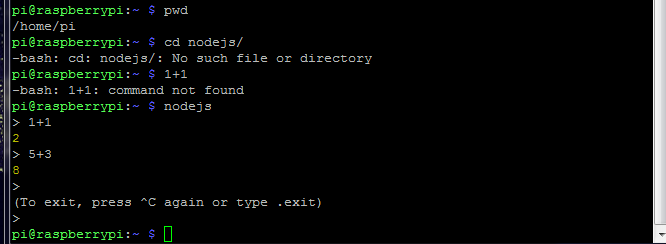 pi@raspberrypi:~ $ pwd
/home/pi
pi@raspberrypi:~ $ cd nodejs/
-bash: cd: nodejs/: No such file or directory
pi@raspberrypi:~ $ 1+1
-bash: 1+1: command not found
pi@raspberrypi:~ $ nodejs
> 1+1
2
> 5+3
8
>
(To exit, press ^C again or type .exit)
>
pi@raspberrypi:~ $